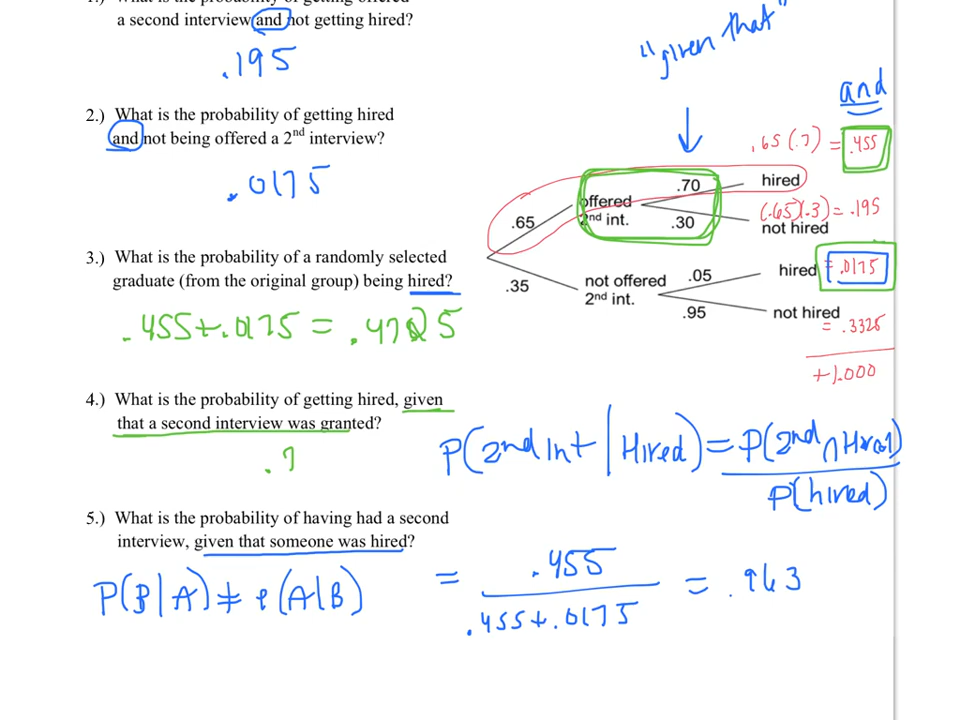 a second interview and not getting hired?
.195
"given that"
and
2.) What is the probability of getting hired
and not being offered a 2nd interview?
.0175
.65(.7) = .455
.70 hired
offered
2nd int.
.65
.30
(.65)(.3) = .195
not hired
3.) What is the probability of a randomly selected
graduate (from the original group) being hired?
.455+.0175 = .4725
.35
not offered
2nd int.
.05
hired = .0175
.95
not hired
= .3325
+1.000
4.) What is the probability of getting hired, given
that a second interview was granted?
.7
P(2nd Int | Hired) = P(2nd ∩ Hired)
P(hired)
5.) What is the probability of having had a second
interview, given that someone was hired?
P(B|A) ≠ P(A|B)
= .455
.455+.0175
= .963